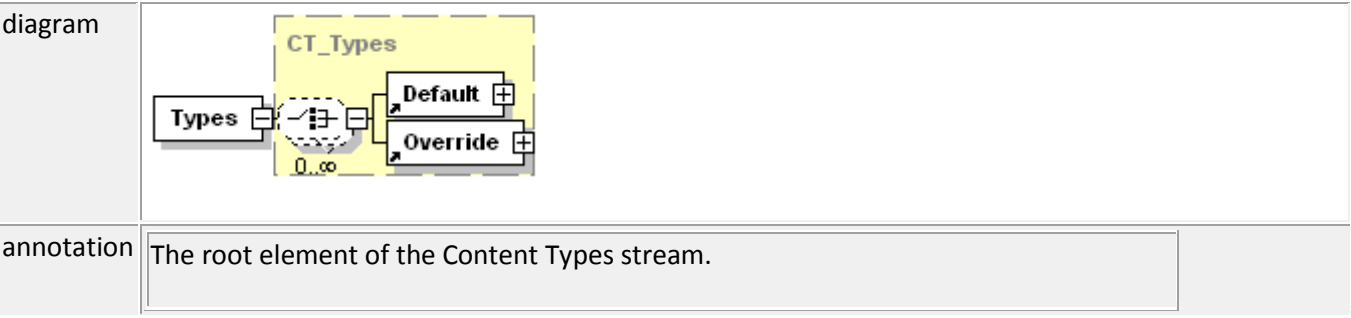 diagram
CT_Types
Default
Types
Override
0..∞
annotation
The root element of the Content Types stream.